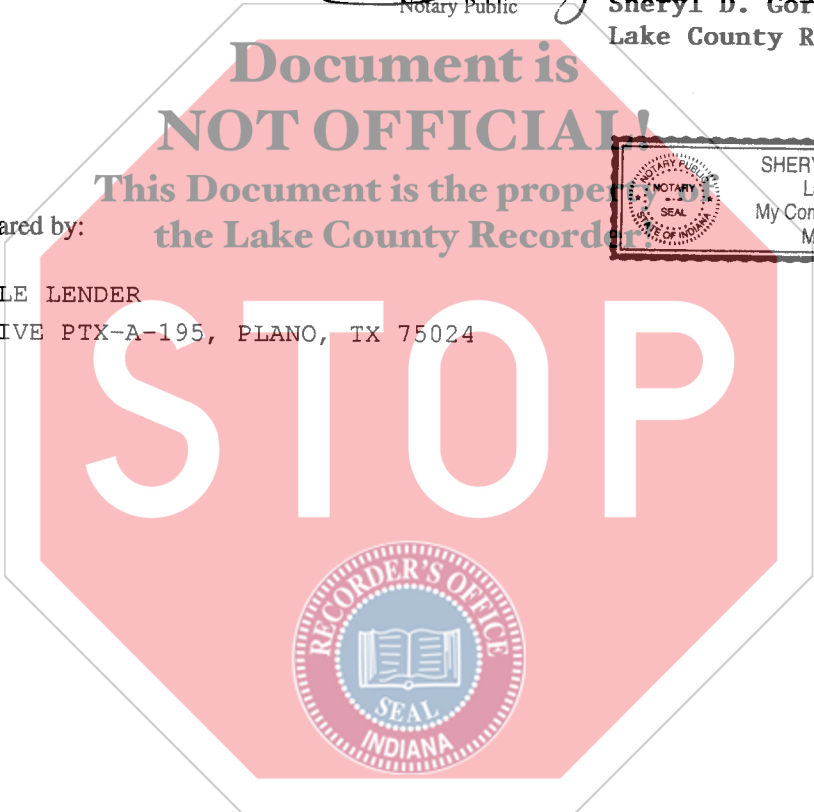 Notary Public
Sheryl D. Gor
Lake County R
Document is
NOT OFFICIAL!
This Document is the property of
the Lake County Recorder!
NOTARY PUBLIC
NOTARY
SEAL
STATE OF INDIANA
SHERY
La
My Com
M
ared by:
LE LENDER
IVE PTX-A-195, PLANO, TX 75024
STOP
RECORDER'S OFFICE
SEAL
INDIANA